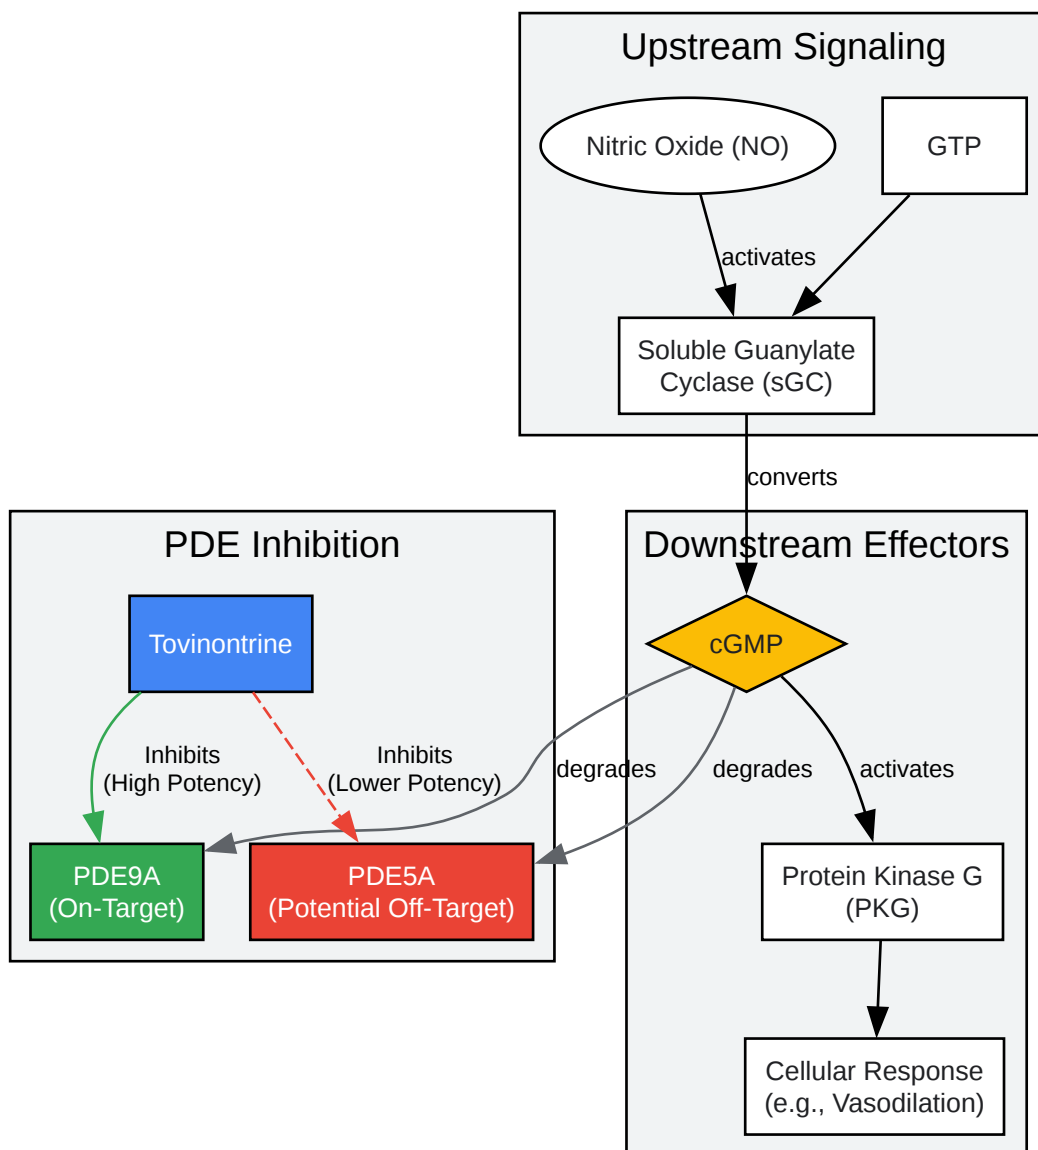 Upstream Signaling
Nitric Oxide (NO)
GTP
activates
Soluble Guanylate
Cyclase (sGC)
converts
PDE Inhibition
Downstream Effectors
Tovinontrine
cGMP
Inhibits
(High Potency)
Inhibits
(Lower Potency)
degrades
degrades
activates
PDE9A
(On-Target)
PDE5A
(Potential Off-Target)
Protein Kinase G
(PKG)
Cellular Response
(e.g., Vasodilation)